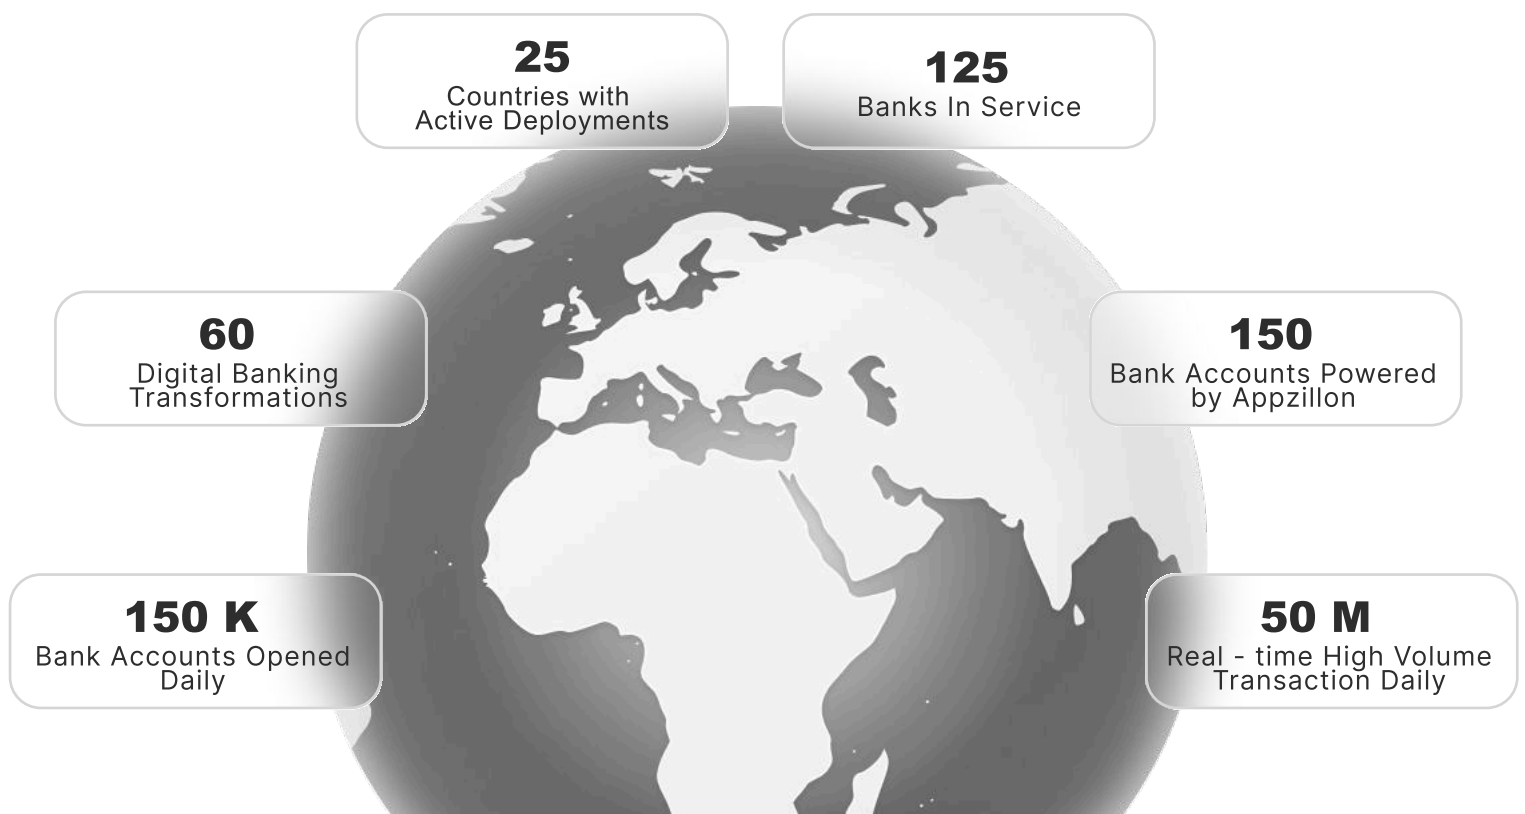 25
Countries with
Active Deployments
125
Banks In Service
60
Digital Banking
Transformations
150
Bank Accounts Powered
by Appzillon
150 K
Bank Accounts Opened
Daily
50 M
Real - time High Volume
Transaction Daily